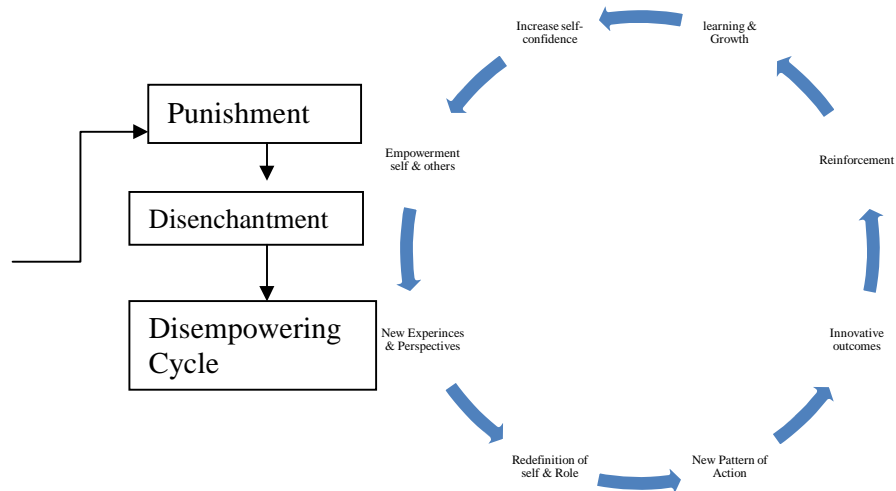 Punishment
Disenchantment
Disempowering
Cycle
Increase self-
confidence
learning &
Growth
Empowerment
self & others
Reinforcement
New Experinces
& Perspectives
Innovative
outcomes
Redefinition of
self & Role
New Pattern of
Action